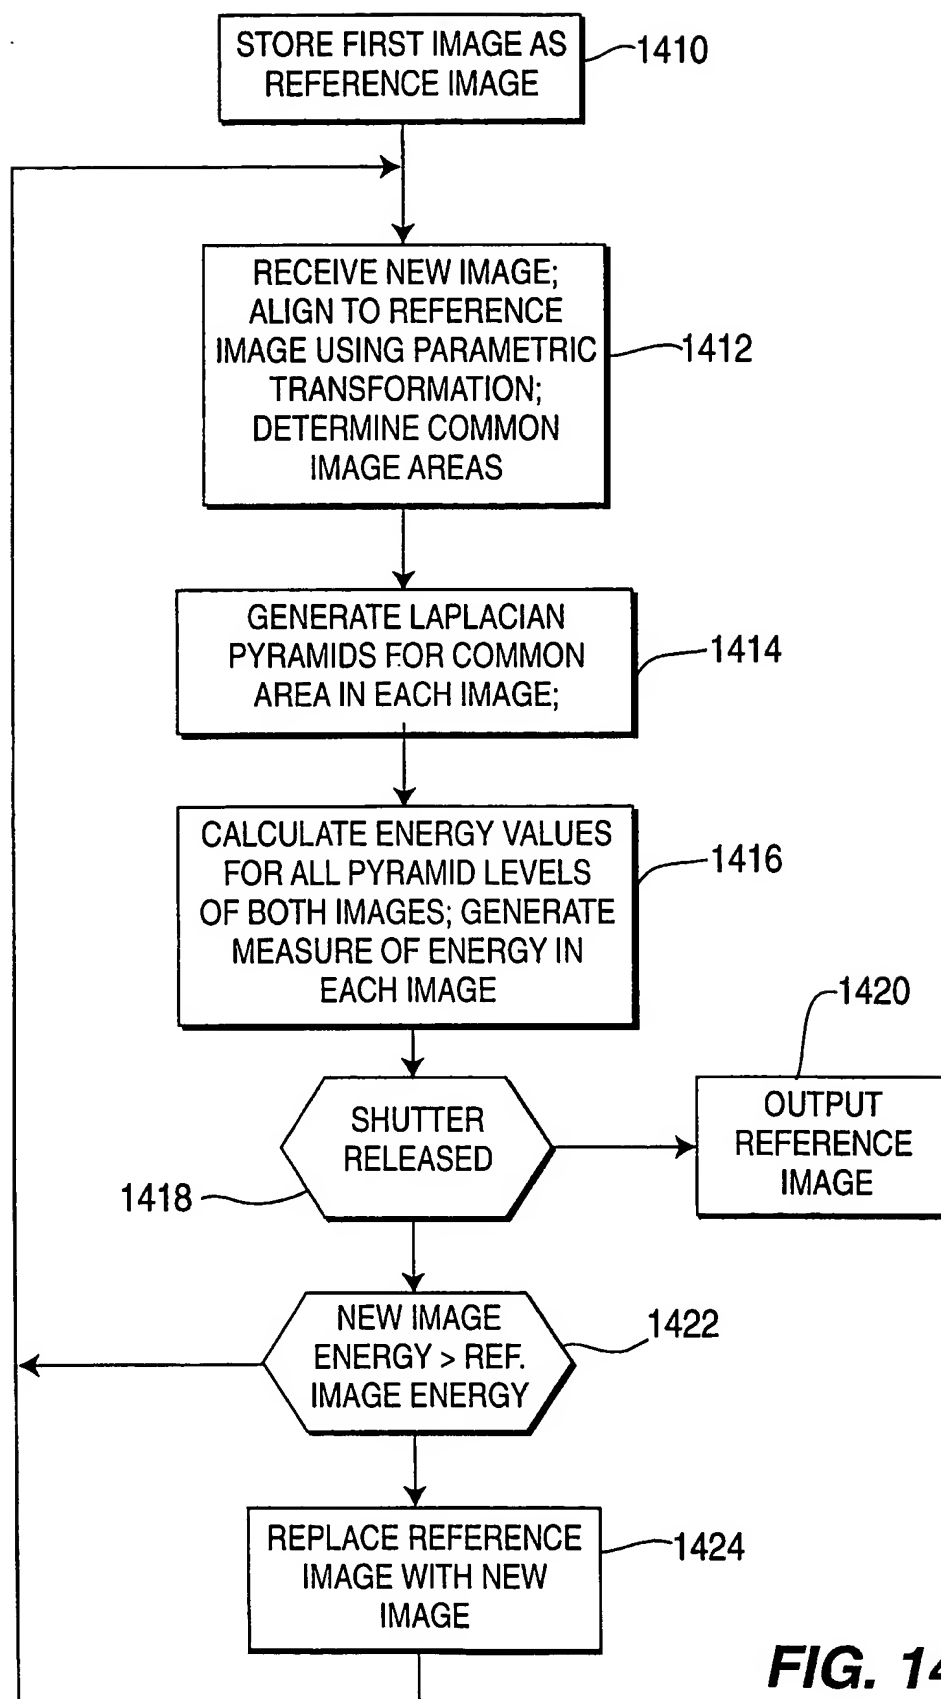 STORE FIRST IMAGE AS
REFERENCE IMAGE
1410
RECEIVE NEW IMAGE;
ALIGN TO REFERENCE
IMAGE USING PARAMETRIC
TRANSFORMATION;
DETERMINE COMMON
IMAGE AREAS
1412
GENERATE LAPLACIAN
PYRAMIDS FOR COMMON
AREA IN EACH IMAGE;
1414
CALCULATE ENERGY VALUES
FOR ALL PYRAMID LEVELS
OF BOTH IMAGES; GENERATE
MEASURE OF ENERGY IN
EACH IMAGE
1416
SHUTTER
RELEASED
1418
1420
OUTPUT
REFERENCE
IMAGE
NEW IMAGE
ENERGY > REF.
IMAGE ENERGY
1422
REPLACE REFERENCE
IMAGE WITH NEW
IMAGE
1424
FIG. 14